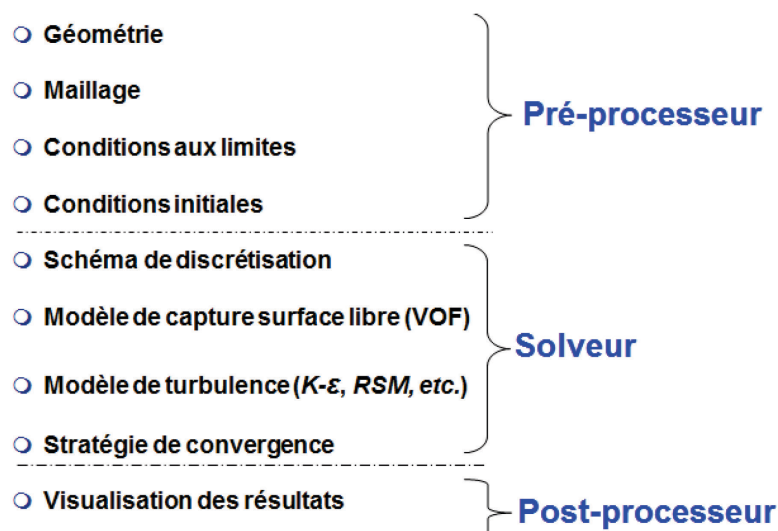 Géométrie
Maillage
Pré-processeur
Conditions aux limites
Conditions initiales
Schéma de discrétisation
Modèle de capture surface libre (VOF)
Solveur
Modèle de turbulence (K-ε, RSM, etc.)
Stratégie de convergence
Visualisation des résultats
Post-processeur